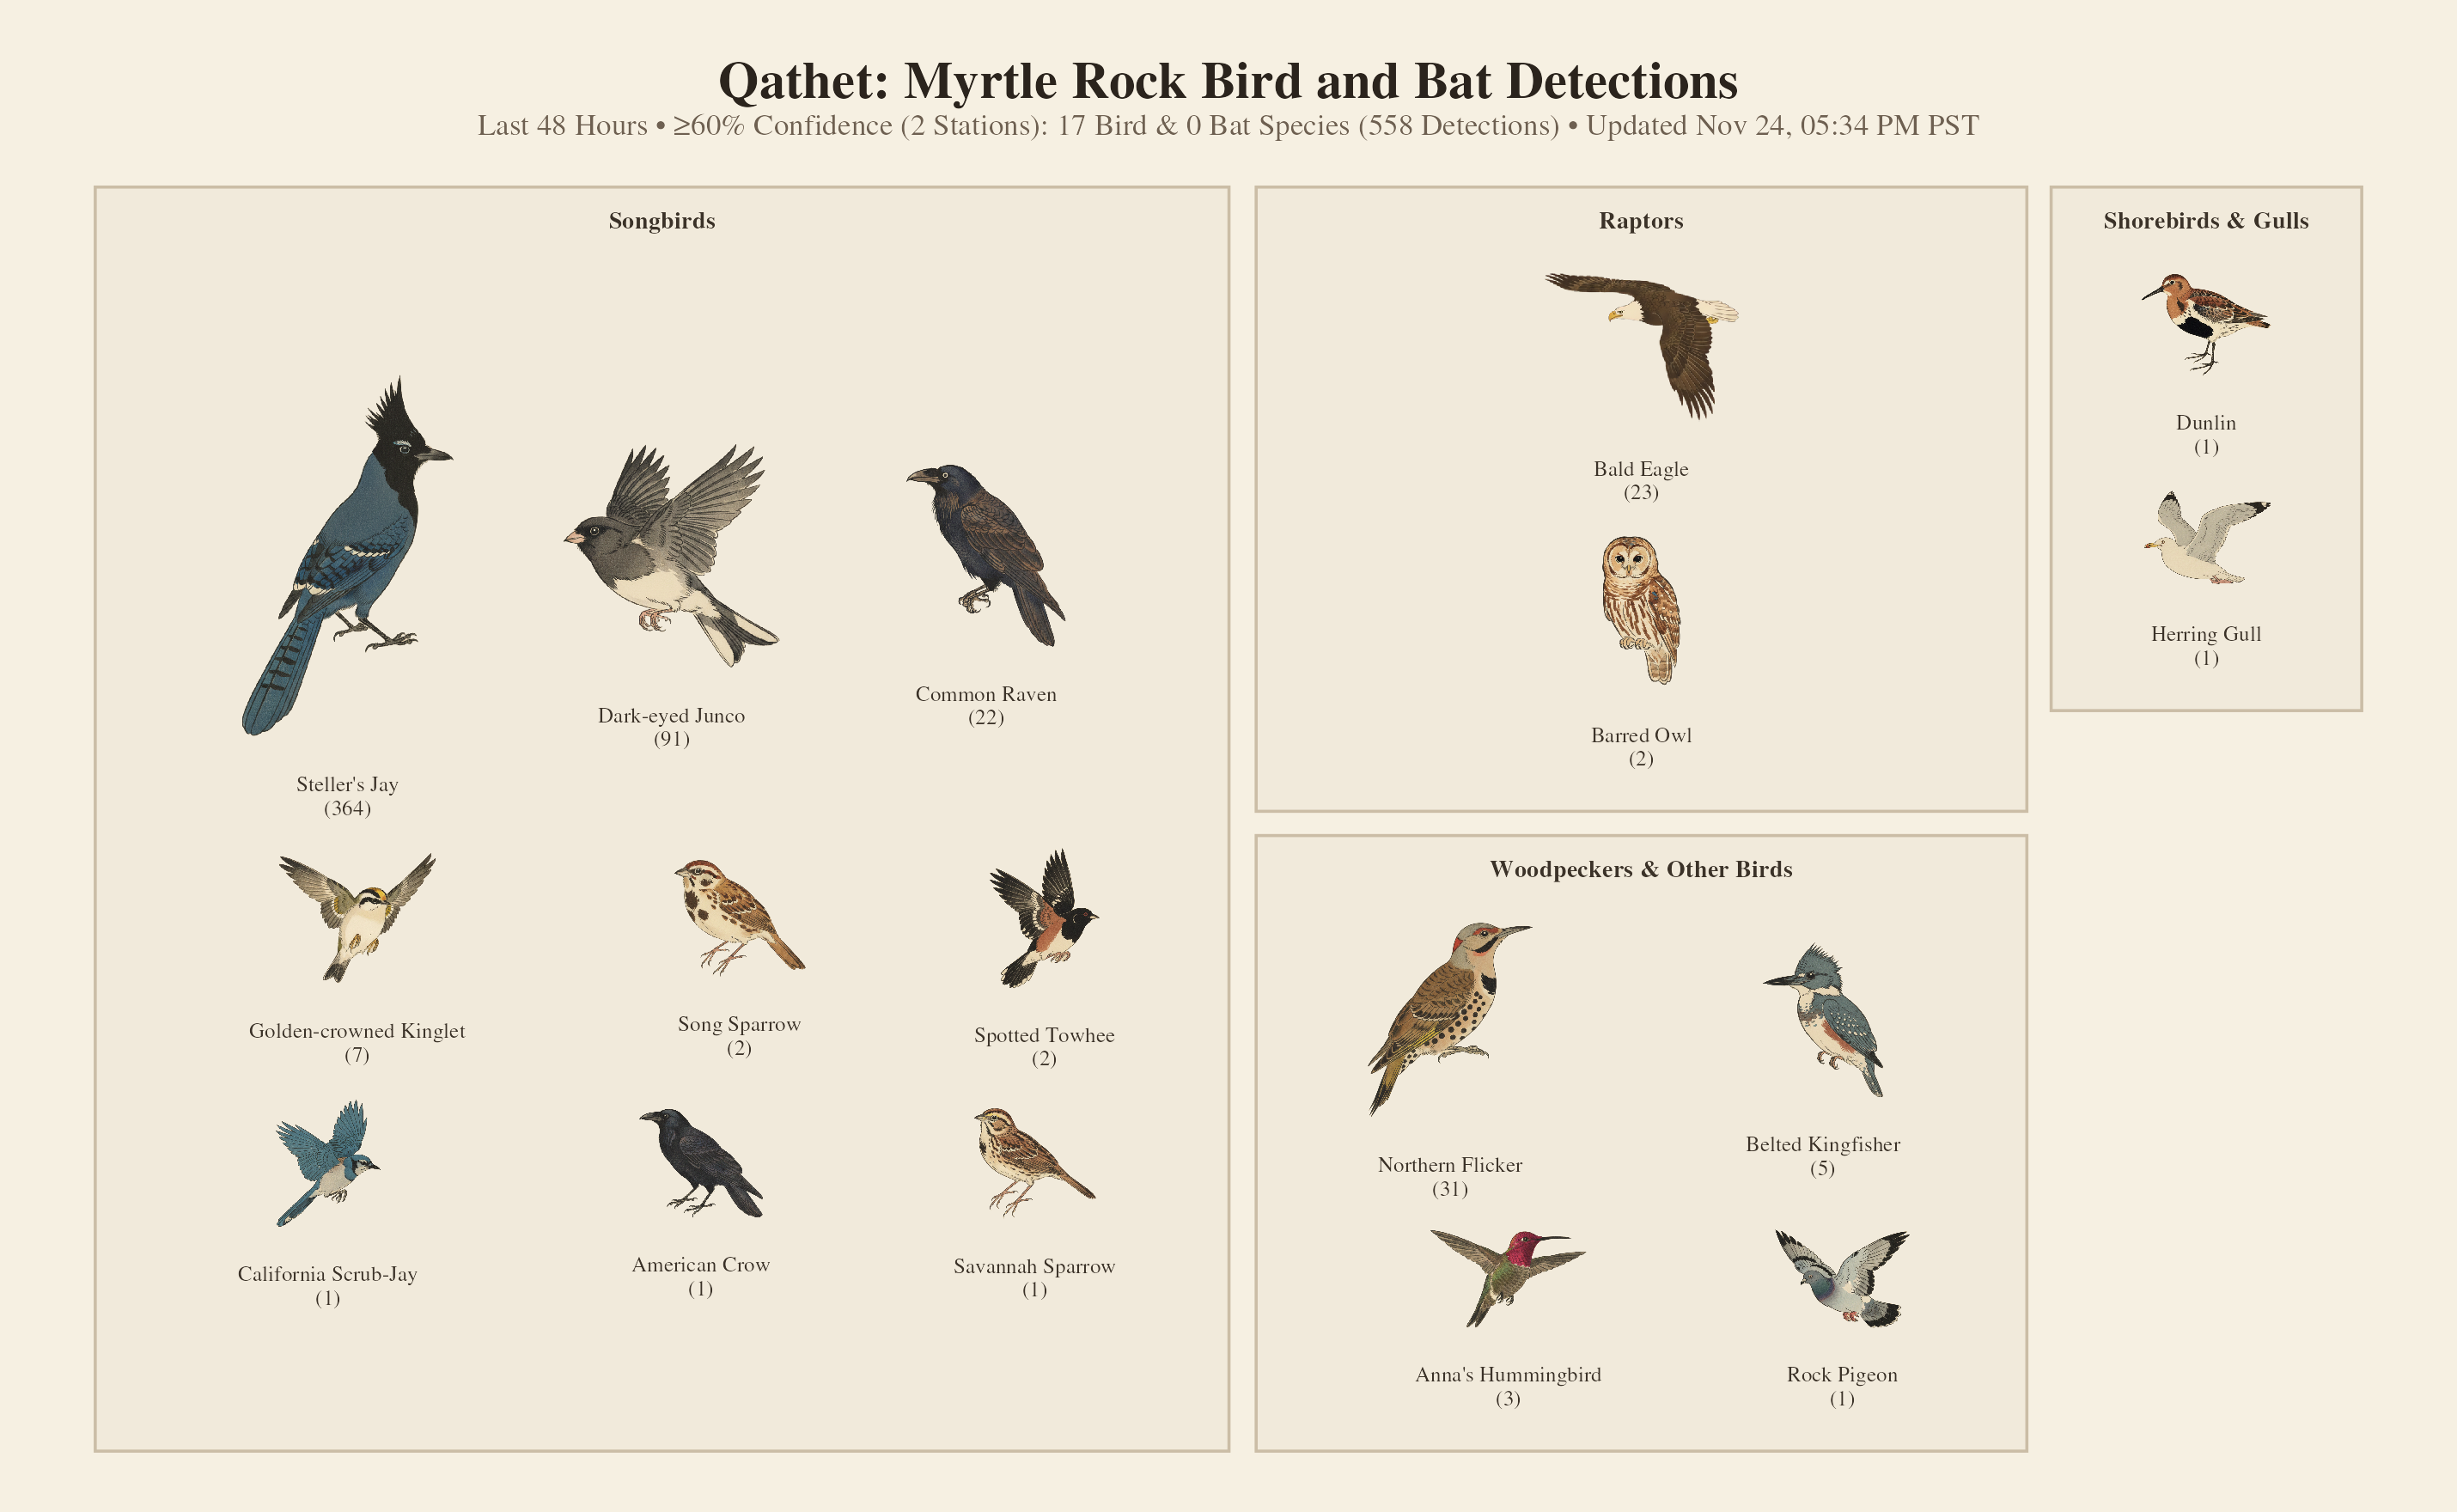 Qathet: Myrtle Rock Bird and Bat Detections
Last 48 Hours • ≥60% Confidence (2 Stations): 17 Bird & 0 Bat Species (558 Detections) • Updated Nov 24, 05:34 PM PST
Songbirds
Steller's Jay
(364)
Dark-eyed Junco
(91)
Common Raven
(22)
Golden-crowned Kinglet
(7)
Song Sparrow
(2)
Spotted Towhee
(2)
California Scrub-Jay
(1)
American Crow
(1)
Savannah Sparrow
(1)
Raptors
Bald Eagle
(23)
Barred Owl
(2)
Woodpeckers & Other Birds
Northern Flicker
(31)
Belted Kingfisher
(5)
Anna's Hummingbird
(3)
Rock Pigeon
(1)
Shorebirds & Gulls
Dunlin
(1)
Herring Gull
(1)